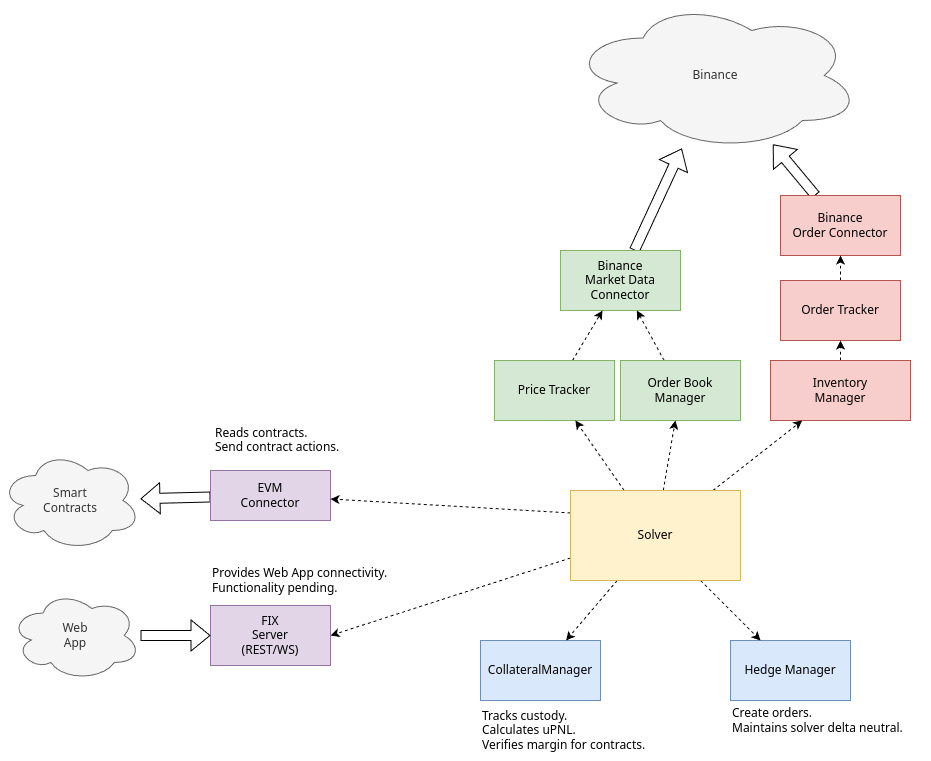 Binance
Binance
Order Connector
Binance
Market Data
Connector
Order Tracker
Price Tracker
Order Book
Manager
Inventory
Manager
Reads contracts.
Send contract actions.
Smart
Contracts
EVM
Connector
Solver
Provides Web App connectivity.
Functionality pending.
Web
App
FIX
Server
(REST/WS)
CollateralManager
Hedge Manager
Tracks custody.
Calculates uPNL.
Verifies margin for contracts.
Create orders.
Maintains solver delta neutral.